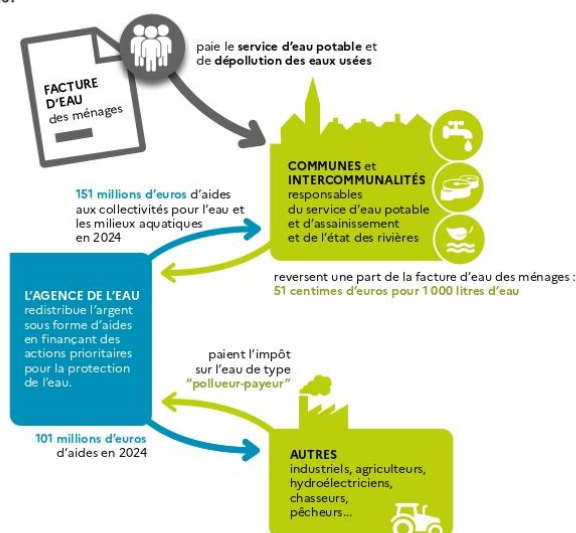 FACTURE
D'EAU
des ménages
paie le service d'eau potable et
de dépollution des eaux usées
COMMUNES et
INTERCOMMUNALITÉS
responsables
du service d'eau potable
et d'assainissement
et de l'état des rivières
151 millions d'euros d'aides
aux collectivités pour l'eau et
les milieux aquatiques
en 2024
reversent une part de la facture d'eau des ménages :
51 centimes d'euros pour 1 000 litres d'eau
L'AGENCE DE L'EAU
redistribue l'argent
sous forme d'aides
en finançant des
actions prioritaires
pour la protection
de l'eau.
paient l'impôt
sur l'eau de type
"pollueur-payeur"
101 millions d'euros
d'aides en 2024
AUTRES
industriels, agriculteurs,
hydroélectriciens,
chasseurs,
pêcheurs...